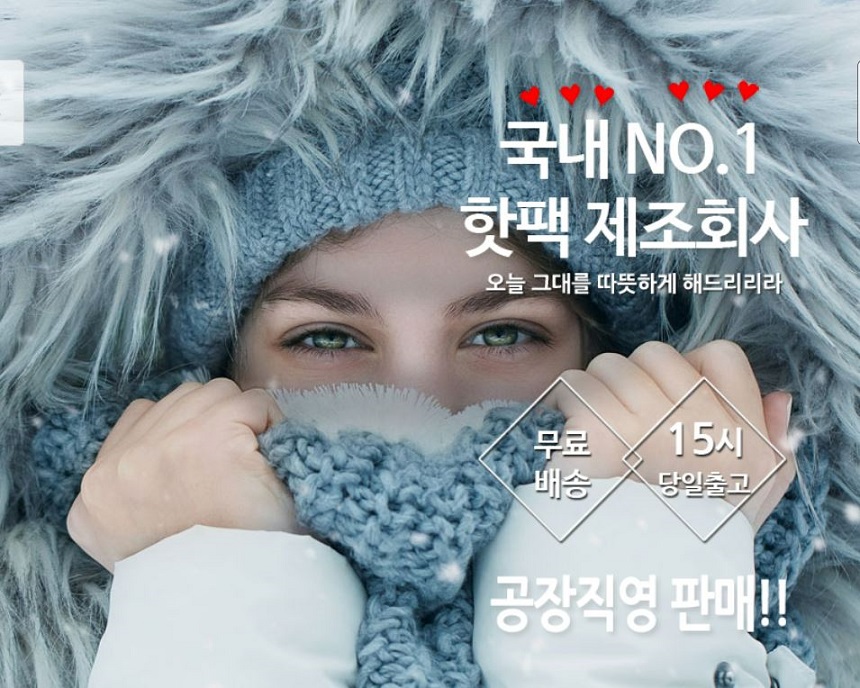 국내 NO.1
핫팩 제조회사
오늘 그대를 따뜻하게 해드리리라
무료
배송
15시
당일출고
공장직영 판매!!